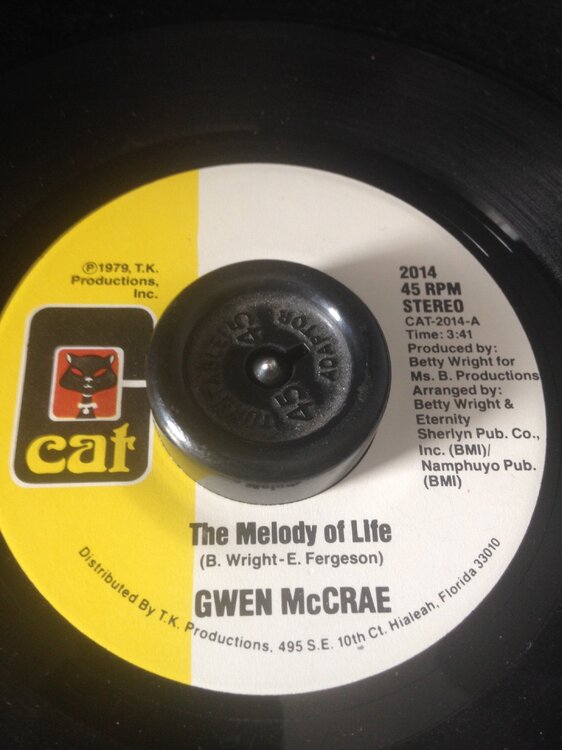 ℗1979, T.K.
Productions,
Inc.
cat
2014
45 RPM
STEREO
CAT-2014-A
Time: 3:41
Produced by:
Betty Wright for
Ms. B. Productions
Arranged by:
Betty Wright &
Eternity
Sherlyn Pub. Co.,
Inc. (BMI)/
Namphuyo Pub.
(BMI)
45
ADAPTOR
45
The Melody of Life
(B. Wright-E. Fergeson)
GWEN McCRAE
Distributed By T.K. Productions, 495 S.E. 10th Ct. Hialeah, Florida 33010